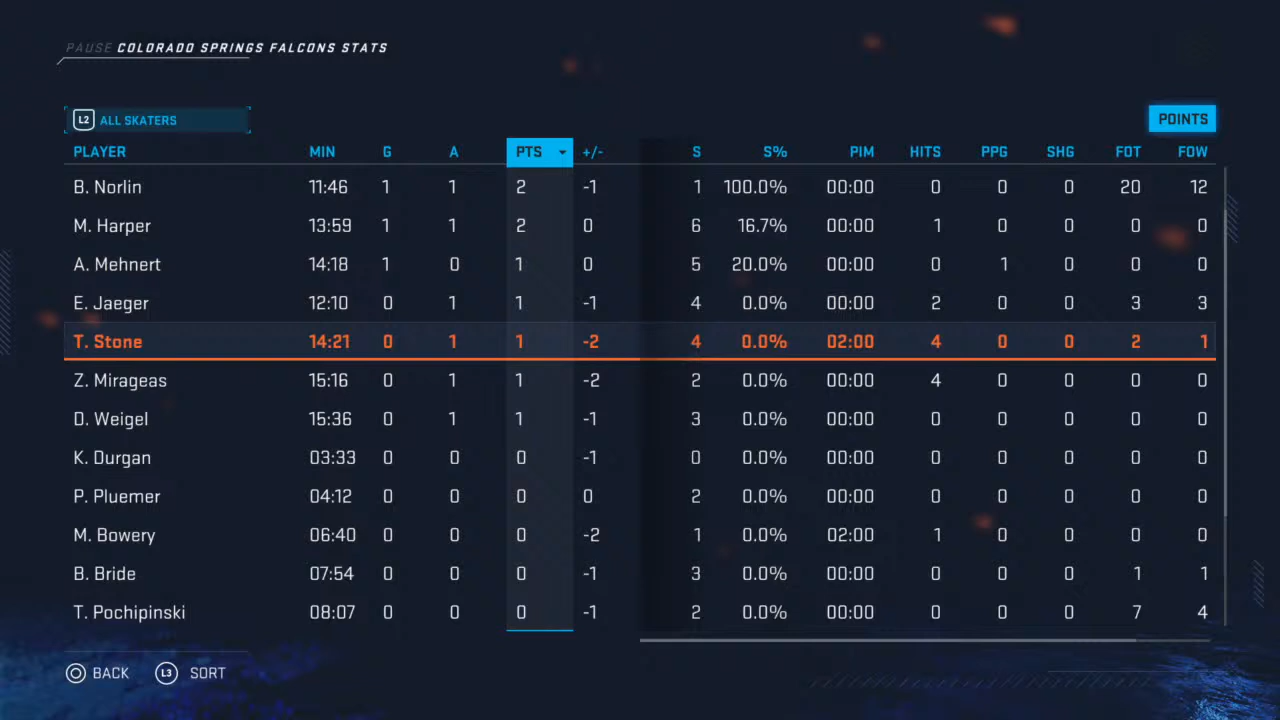 PAUSE COLORADO SPRINGS FALCONS STATS
L2 ALL SKATERS POINTS
PLAYER MIN G A PTS +/- S S% PIM HITS PPG SHG FOT FOW
B. Norlin 11:46 1 1 2 -1 1 100.0% 00:00 0 0 0 20 12
M. Harper 13:59 1 1 2 0 6 16.7% 00:00 1 0 0 0 0
A. Mehnert 14:18 1 0 1 0 5 20.0% 00:00 0 1 0 0 0
E. Jaeger 12:10 0 1 1 -1 4 0.0% 00:00 2 0 0 3 3
T. Stone 14:21 0 1 1 -2 4 0.0% 02:00 4 0 0 2 1
Z. Mirageas 15:16 0 1 1 -2 2 0.0% 00:00 4 0 0 0 0
D. Weigel 15:36 0 1 1 -1 3 0.0% 00:00 0 0 0 0 0
K. Durgan 03:33 0 0 0 -1 0 0.0% 00:00 0 0 0 0 0
P. Pluemer 04:12 0 0 0 0 2 0.0% 00:00 0 0 0 0 0
M. Bowery 06:40 0 0 0 -2 1 0.0% 02:00 1 0 0 0 0
B. Bride 07:54 0 0 0 -1 3 0.0% 00:00 0 0 0 1 1
T. Pochipinski 08:07 0 0 0 -1 2 0.0% 00:00 0 0 0 7 4
BACK L3 SORT